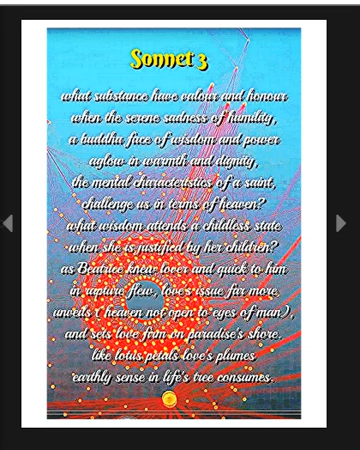 Sonnet 3
what substance have valour and honour
when the serene sadness of humility,
a buddha face of wisdom and power
aglow in warmth and dignity,
the mental characteristics of a saint,
challenge us in terms of heaven?
what wisdom attends a childless state
when she is justified by her children?
as Beatrice knew lover and quick to him
in rapture flew, love's issue far more
unveils (heaven not open to eyes of man),
and sets love firm on paradise's shore.
like lotus petals love's plumes
earthly sense in life's tree consumes.